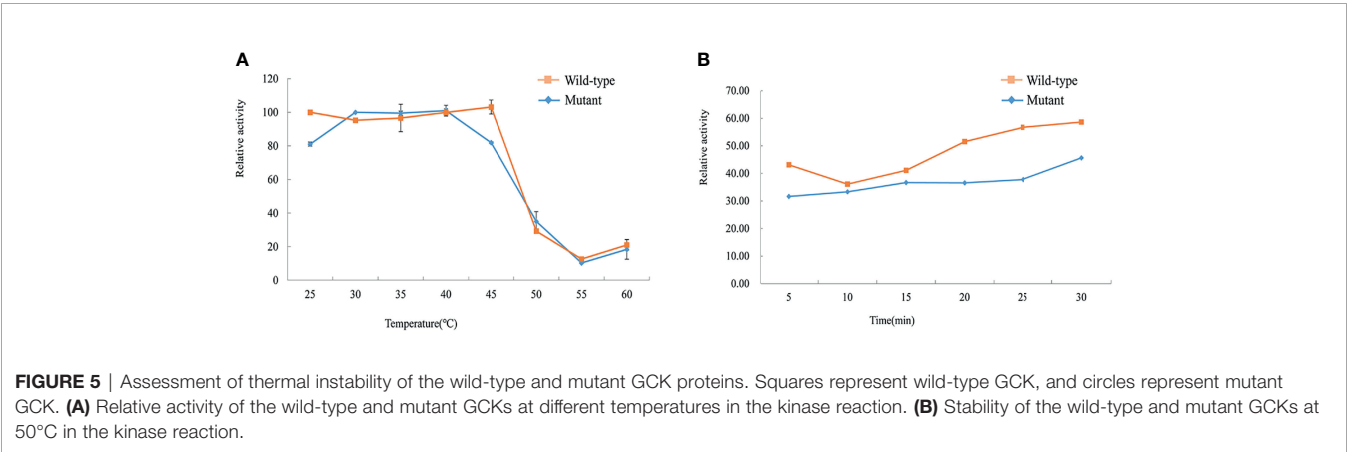 A
B
Wild-type
Mutant
120
100
80
60
40
20
0
Relative activity
25 30 35 40 45 50 55 60
Temperature(°C)
Wild-type
Mutant
70.00
60.00
50.00
40.00
30.00
20.00
10.00
0.00
Relative activity
5 10 15 20 25 30
Time(min)
FIGURE 5 | Assessment of thermal instability of the wild-type and mutant GCK proteins. Squares represent wild-type GCK, and circles represent mutant
GCK. (A) Relative activity of the wild-type and mutant GCKs at different temperatures in the kinase reaction. (B) Stability of the wild-type and mutant GCKs at
50°C in the kinase reaction.